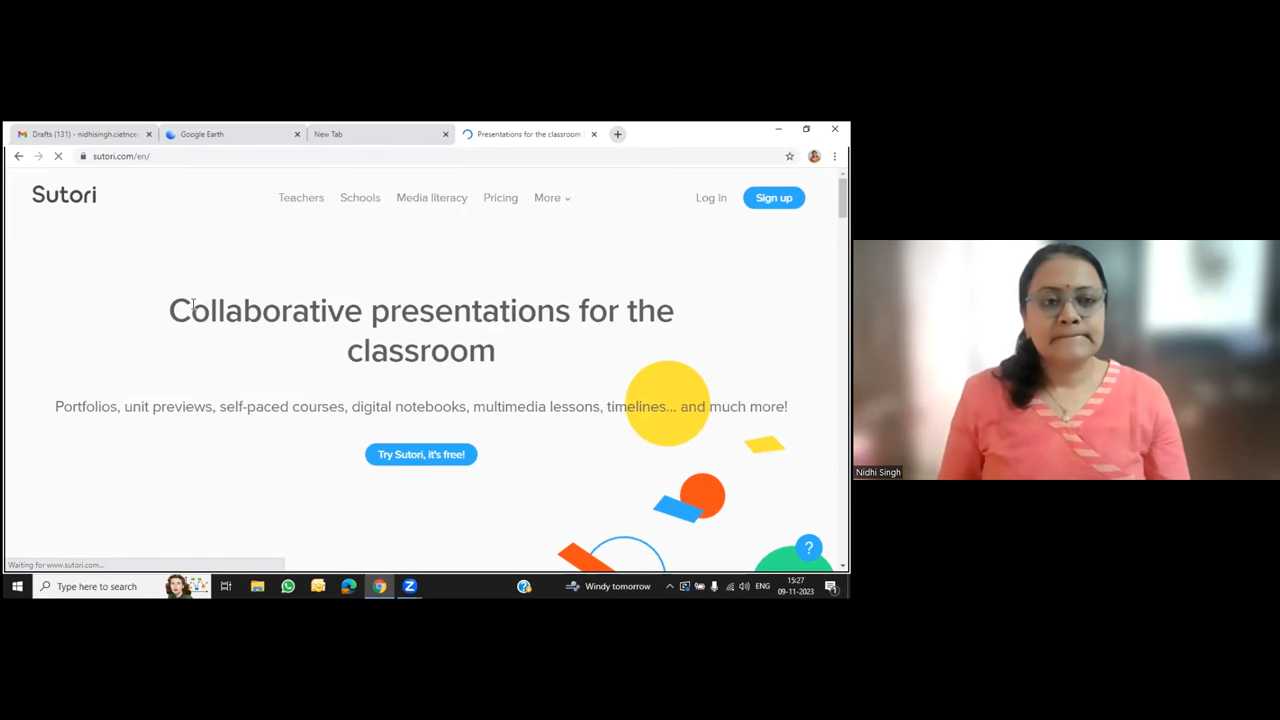 Drafts (131) - nidhisingh.cietnce
Google Earth
New Tab
Presentations for the classroom
sutori.com/en/
Sutori
Teachers
Schools
Media literacy
Pricing
More
Log in
Sign up
Collaborative presentations for the
classroom
Portfolios, unit previews, self-paced courses, digital notebooks, multimedia lessons, timelines... and much more!
Try Sutori, it's free!
?
Nidhi Singh
Waiting for www.sutori.com...
Type here to search
Windy tomorrow
ENG
15:27
09-11-2023